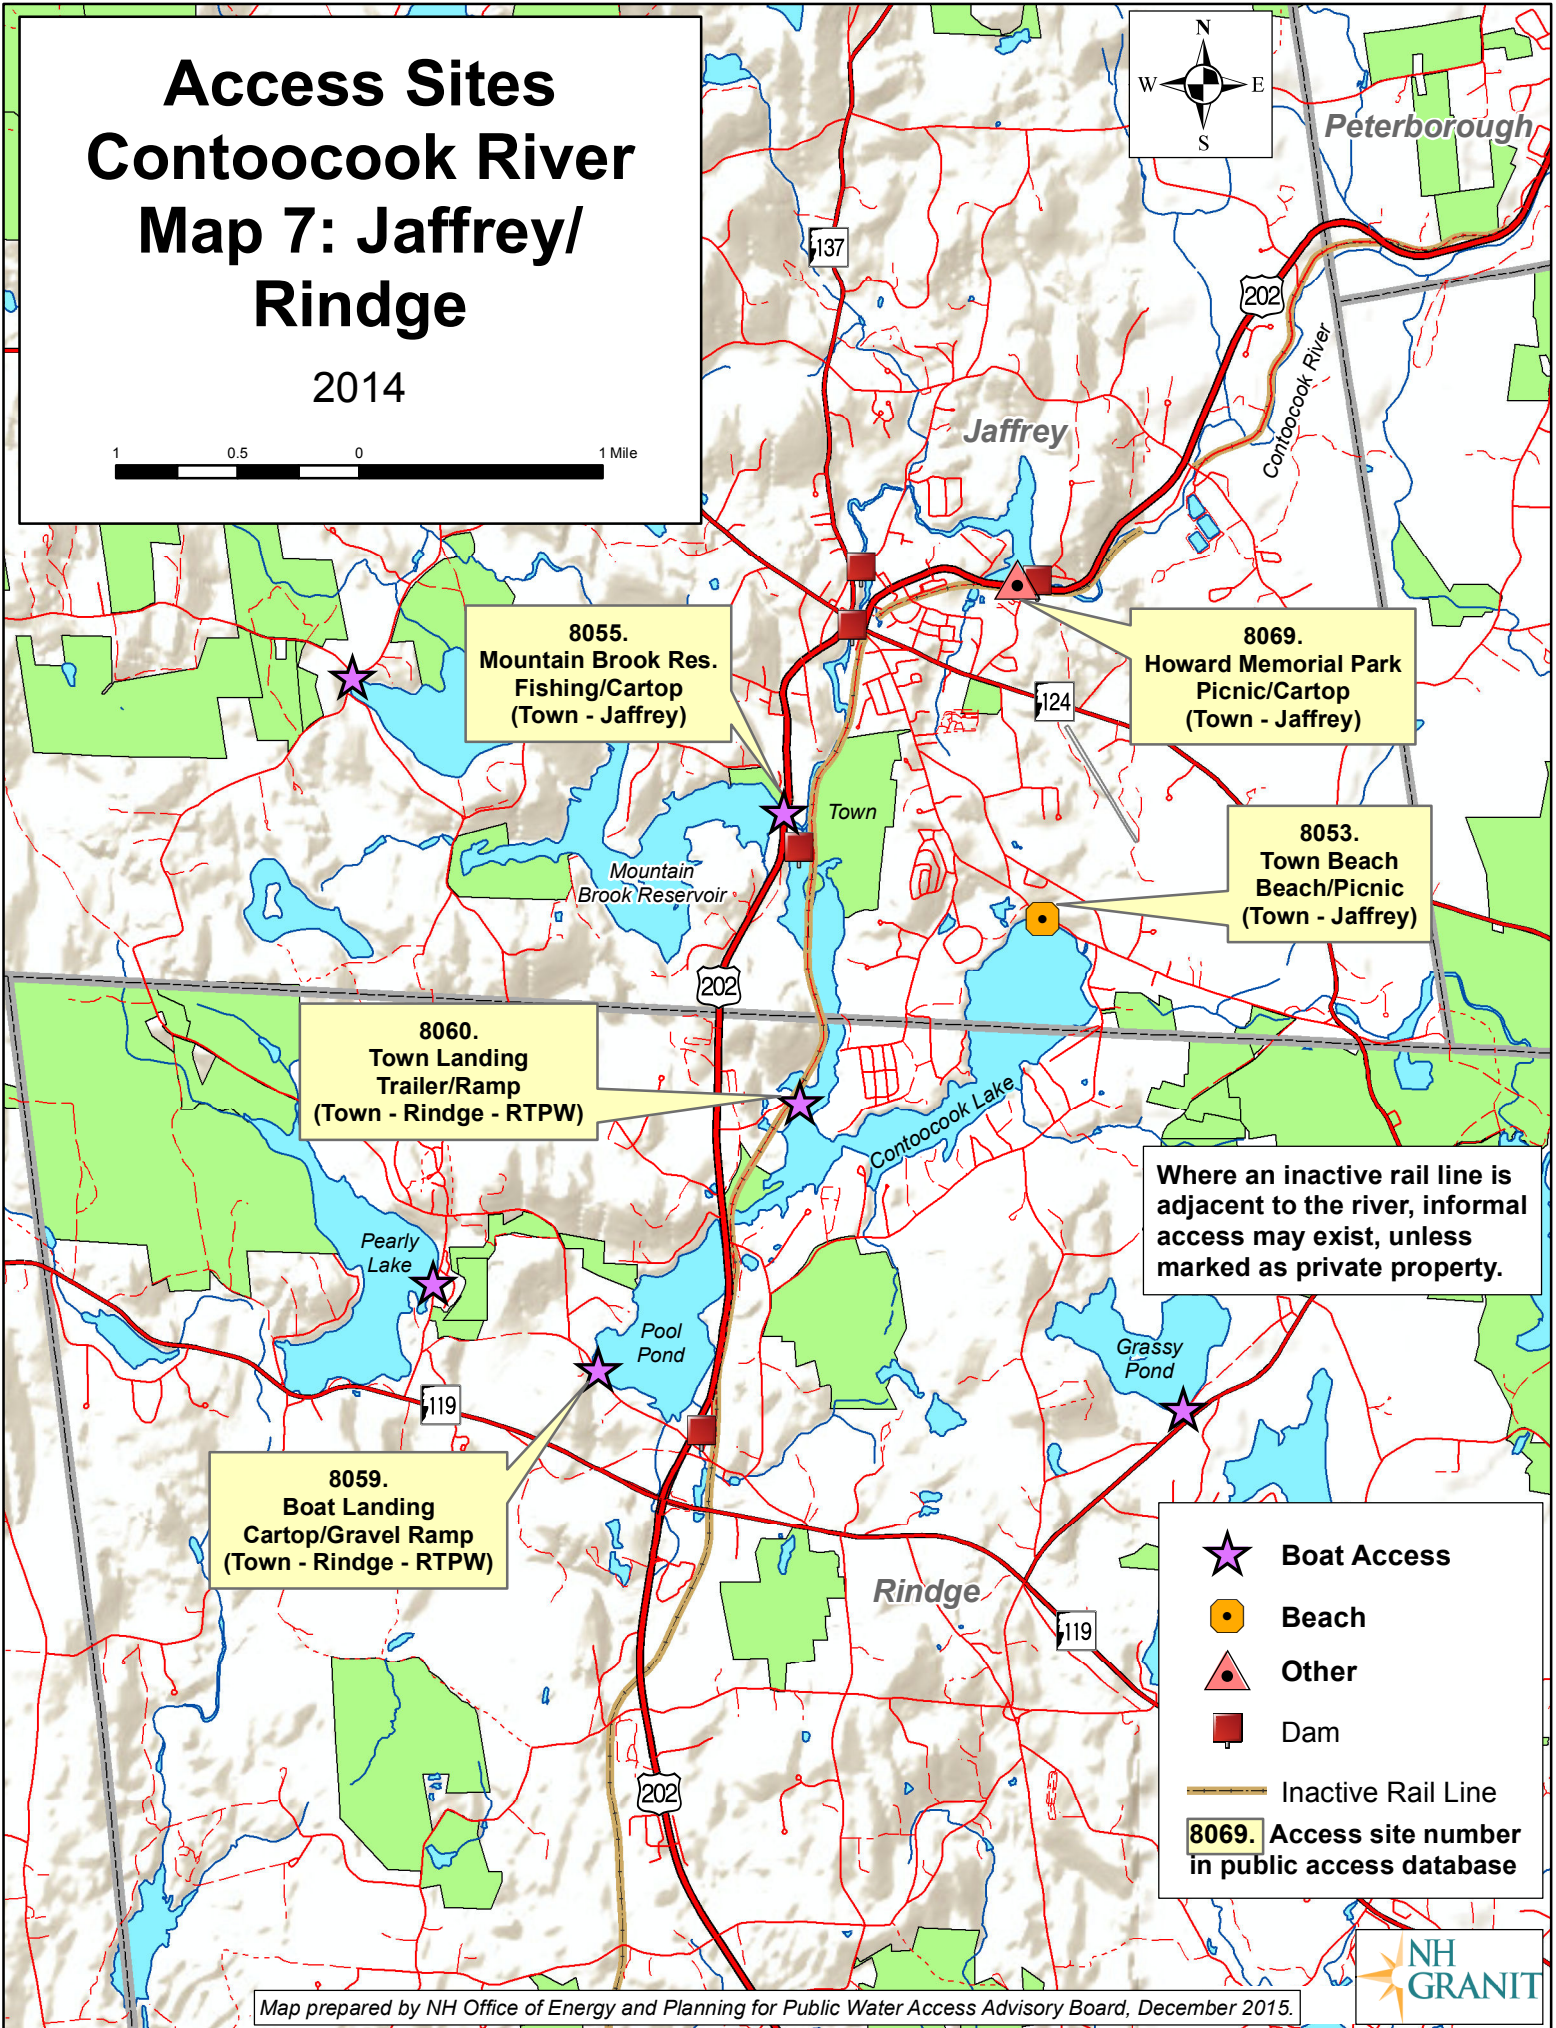 Access Sites
Contoocook River
Map 7: Jaffrey/
Rindge
2014
1 0.5 0 1 Mile
N
W E
S
Peterborough
137
202
Contoocook River
Jaffrey
8055.
Mountain Brook Res.
Fishing/Cartop
(Town - Jaffrey)
8069.
Howard Memorial Park
Picnic/Cartop
(Town - Jaffrey)
124
Town
8053.
Town Beach
Beach/Picnic
(Town - Jaffrey)
Mountain
Brook Reservoir
202
8060.
Town Landing
Trailer/Ramp
(Town - Rindge - RTPW)
Contoocook Lake
Where an inactive rail line is
adjacent to the river, informal
access may exist, unless
marked as private property.
Pearly
Lake
Pool
Pond
Grassy
Pond
119
8059.
Boat Landing
Cartop/Gravel Ramp
(Town - Rindge - RTPW)
Rindge
119
202
Boat Access
Beach
Other
Dam
Inactive Rail Line
8069. Access site number
in public access database
NH
GRANIT
Map prepared by NH Office of Energy and Planning for Public Water Access Advisory Board, December 2015.